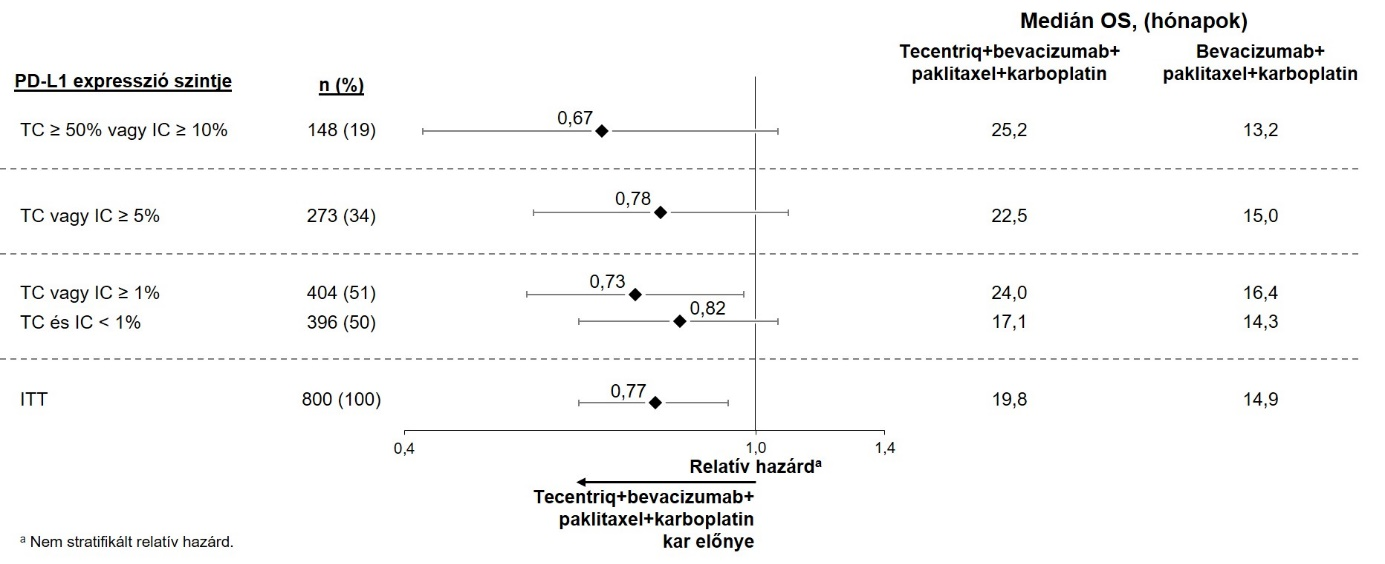 Medián OS, (hónapok)
Tecentriq+bevacizumab+ Bevacizumab+
paklitaxel+karboplatin paklitaxel+karboplatin
PD-L1 expresszió szintje n (%)
TC ≥ 50% vagy IC ≥ 10% 148 (19) 0,67 25,2 13,2
TC vagy IC ≥ 5% 273 (34) 0,78 22,5 15,0
TC vagy IC ≥ 1% 404 (51) 0,73 24,0 16,4
TC és IC < 1% 396 (50) 0,82 17,1 14,3
ITT 800 (100) 0,77 19,8 14,9
0,4 1,0 1,4
Relatív hazárdᵃ
Tecentriq+bevacizumab+
paklitaxel+karboplatin
kar előnye
ᵃ Nem stratifikált relatív hazárd.